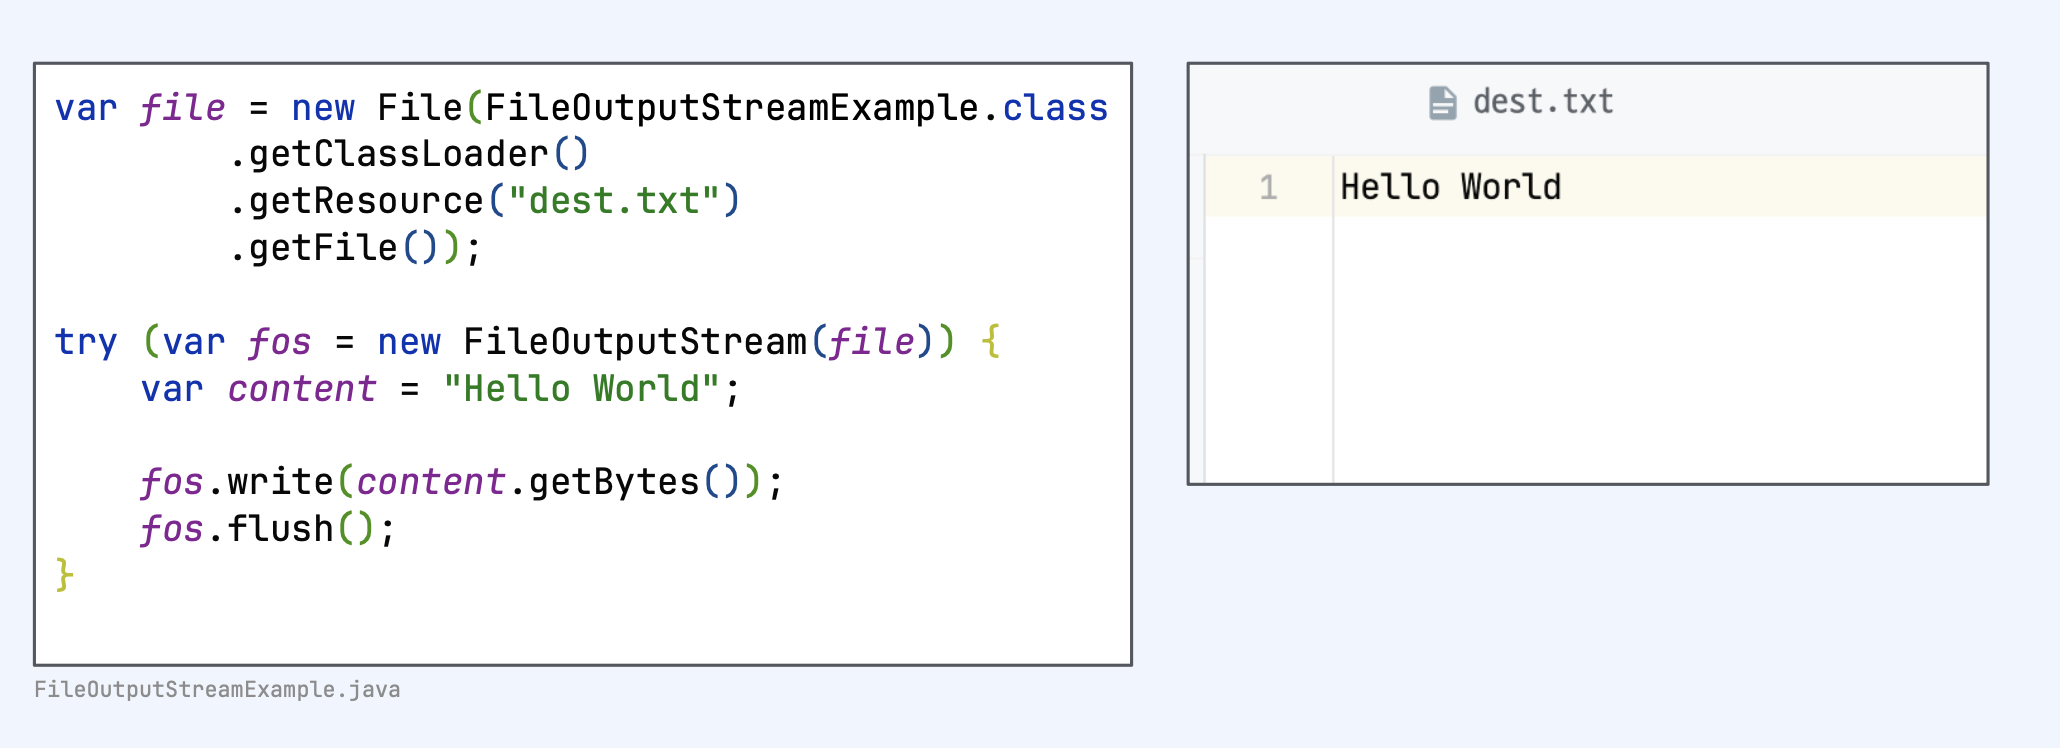 var file = new File(FileOutputStreamExample.class
        .getClassLoader()
        .getResource("dest.txt")
        .getFile());
try (var fos = new FileOutputStream(file)) {
    var content = "Hello World";
    fos.write(content.getBytes());
    fos.flush();
}
FileOutputStreamExample.java
dest.txt
1 Hello World